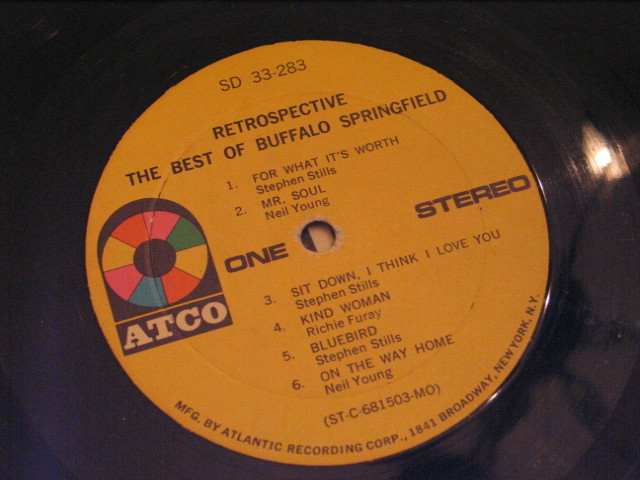 SD 33-283
RETROSPECTIVE
THE BEST OF BUFFALO SPRINGFIELD
1. FOR WHAT IT'S WORTH
Stephen Stills
2. MR. SOUL
Neil Young
ATCO
ONE
STEREO
3. SIT DOWN, I THINK I LOVE YOU
Stephen Stills
4. KIND WOMAN
Richie Furay
5. BLUEBIRD
Stephen Stills
6. ON THE WAY HOME
Neil Young
(ST-C-681503-MO)
MFG. BY ATLANTIC RECORDING CORP., 1841 BROADWAY, NEW YORK, N.Y.